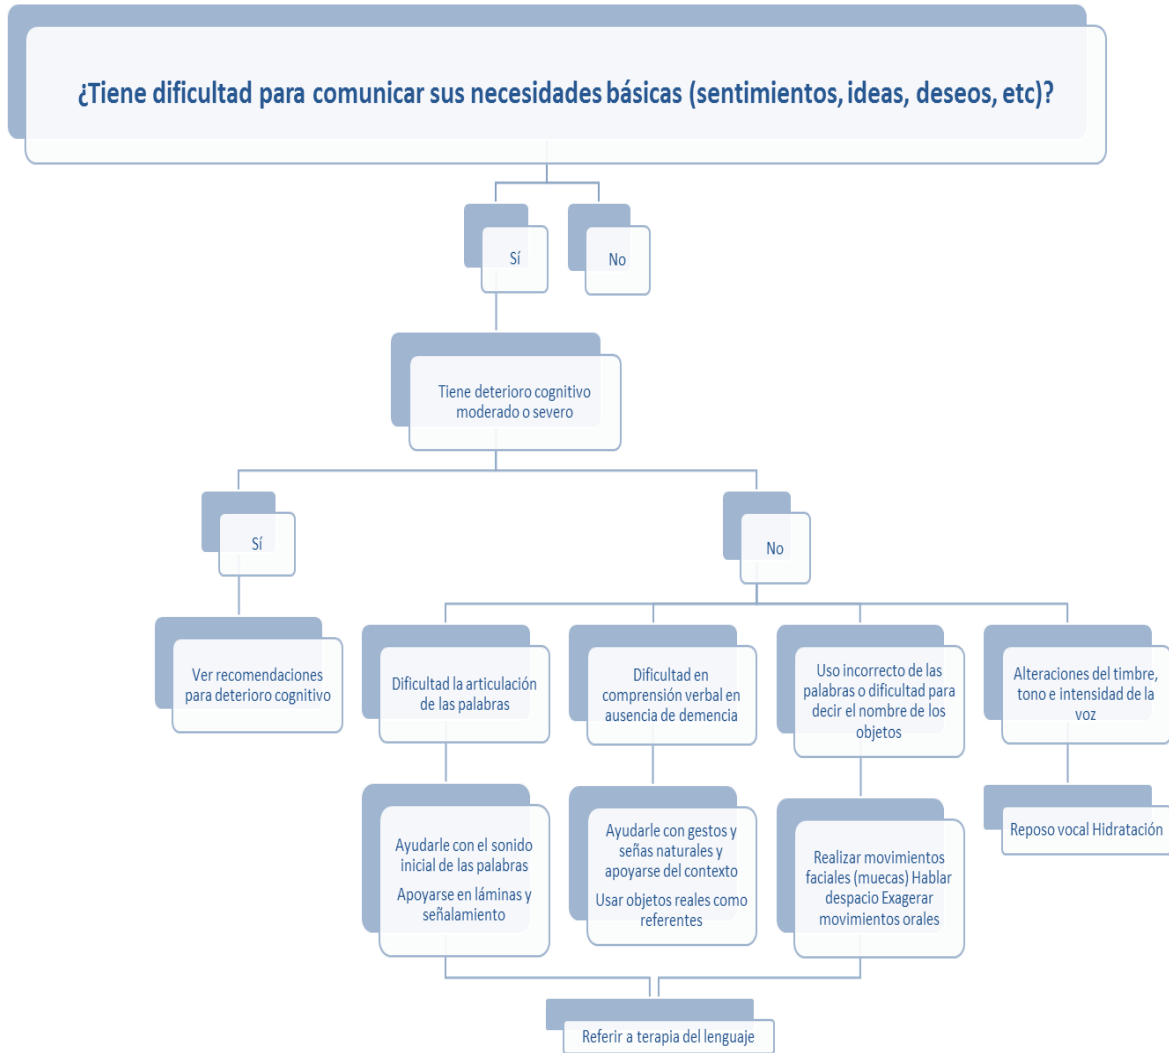 ¿Tiene dificultad para comunicar sus necesidades básicas (sentimientos, ideas, deseos, etc)?
Sí
No
Tiene deterioro cognitivo
moderado o severo
Sí
No
Ver recomendaciones
para deterioro cognitivo
Dificultad la articulación
de las palabras
Dificultad en
comprensión verbal en
ausencia de demencia
Uso incorrecto de las
palabras o dificultad para
decir el nombre de los
objetos
Alteraciones del timbre,
tono e intensidad de la
voz
Ayudarle con el sonido
inicial de las palabras
Apoyarse en láminas y
señalamiento
Ayudarle con gestos y
señas naturales y
apoyarse del contexto
Usar objetos reales como
referentes
Realizar movimientos
faciales (muecas) Hablar
despacio Exagerar
movimientos orales
Reposo vocal Hidratación
Referir a terapia del lenguaje